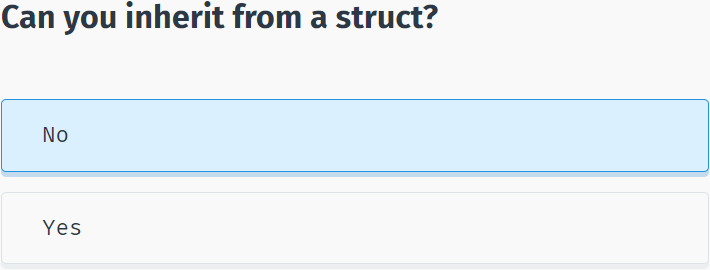 Can you inherit from a struct?
No
Yes